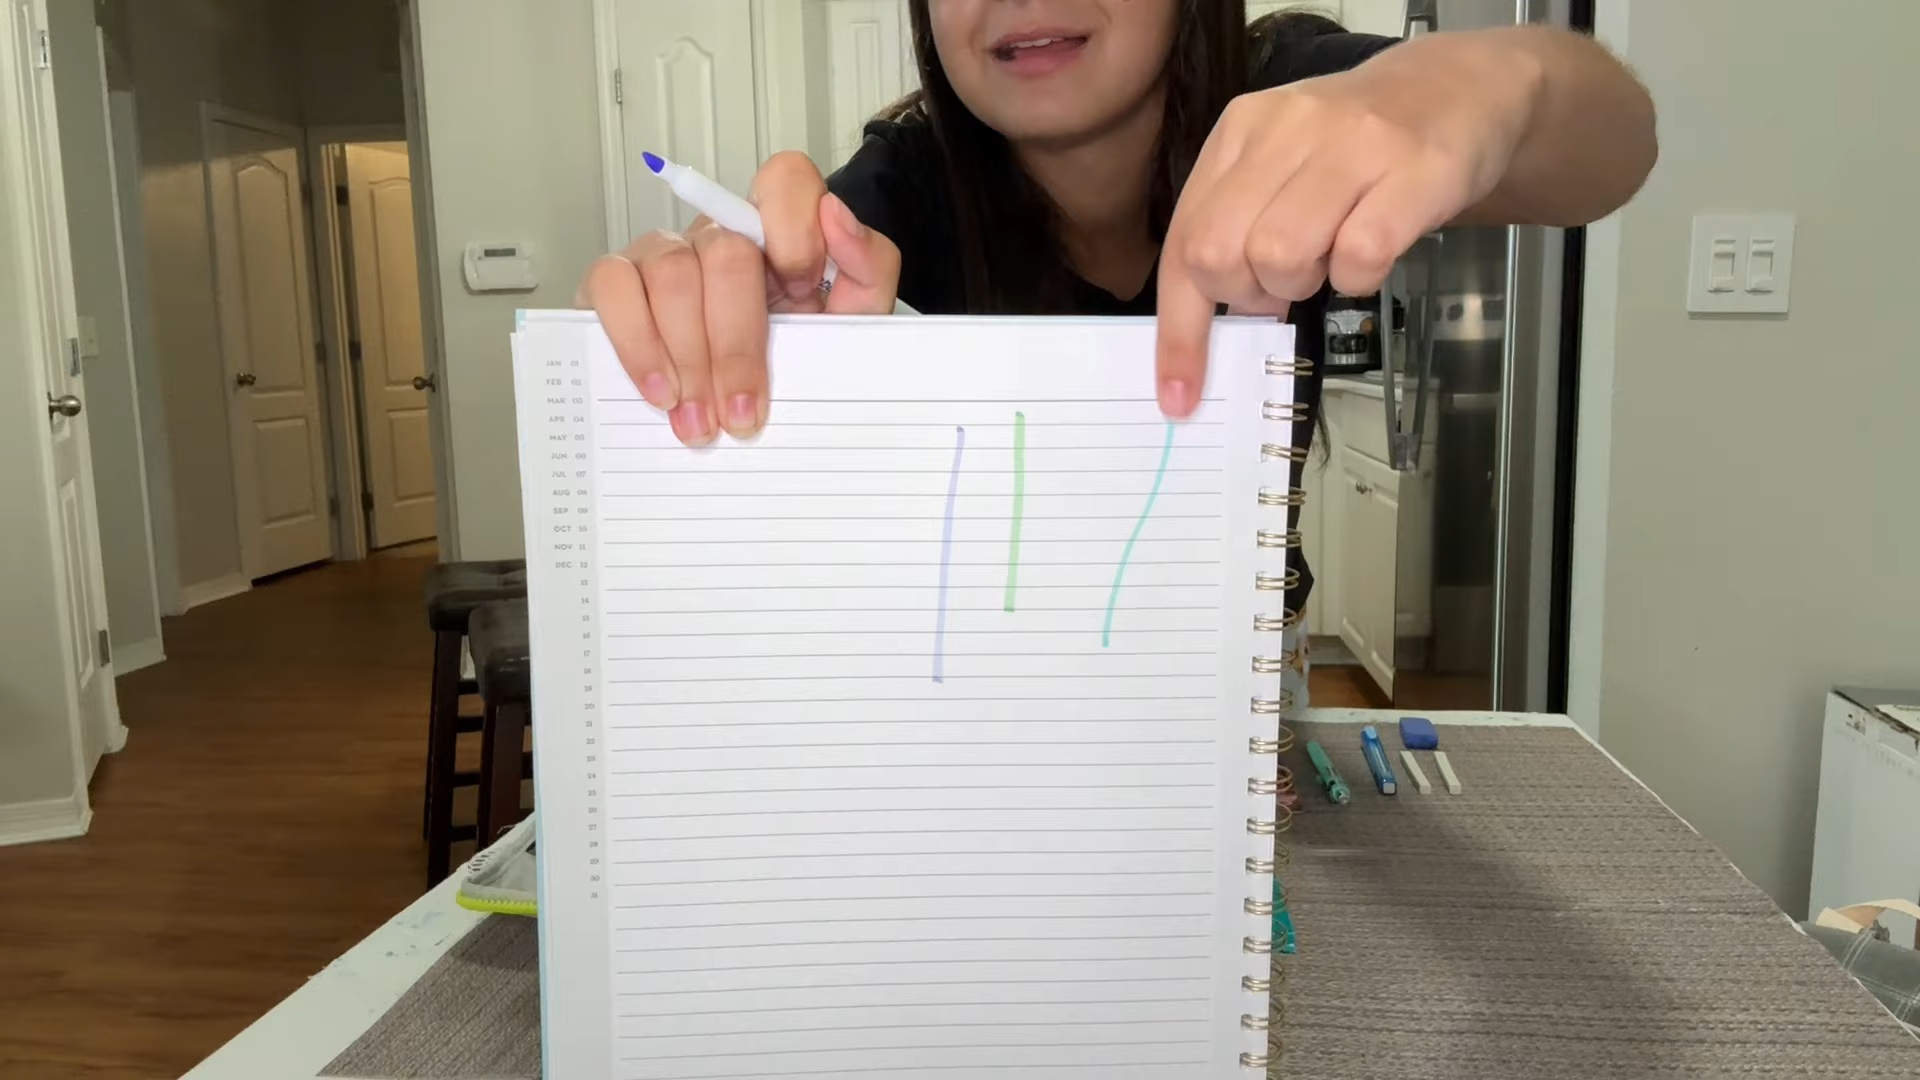 JAN 01
FEB 02
MAR 03
APR 04
MAY 05
JUN 06
JUL 07
AUG 08
SEP 09
OCT 10
NOV 11
DEC 12
13
14
15
16
17
18
19
20
21
22
23
24
25
26
27
28
29
30
31